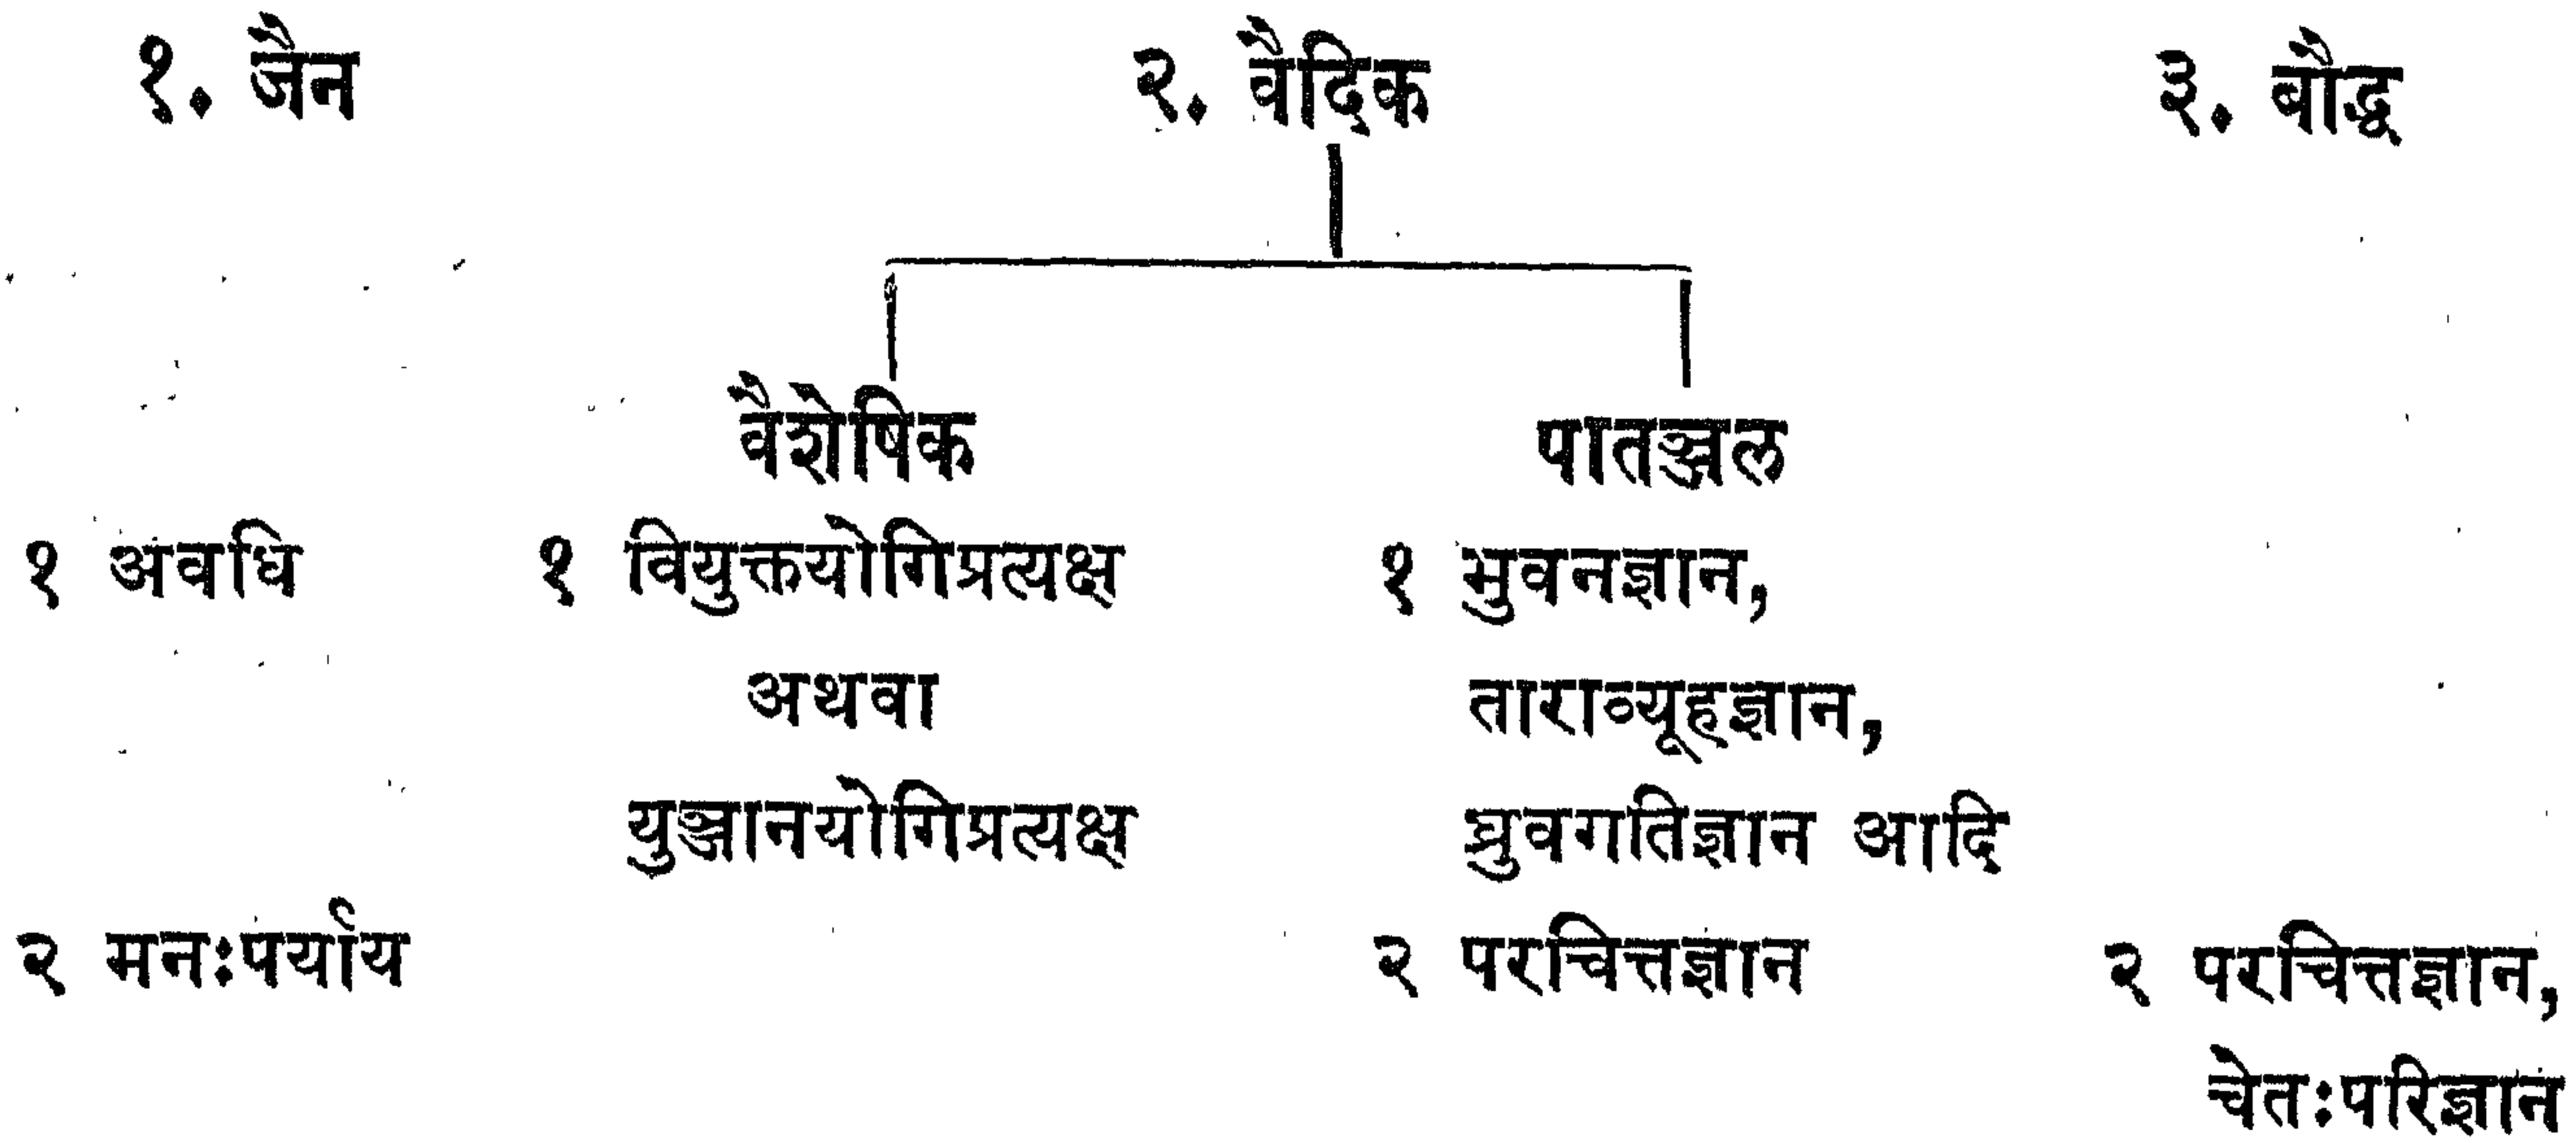 १. जैन २. वैदिक ३. बौद्ध
वैशेषिक पातञ्जल
१ अवधि १ वियुक्तयोगिप्रत्यक्ष १ भुवनज्ञान,
अथवा ताराव्यूहज्ञान,
युञ्जानयोगिप्रत्यक्ष ध्रुवगतिज्ञान आदि
२ मनःपर्याय २ परचित्तज्ञान २ परचित्तज्ञान,
चेतःपरिज्ञान